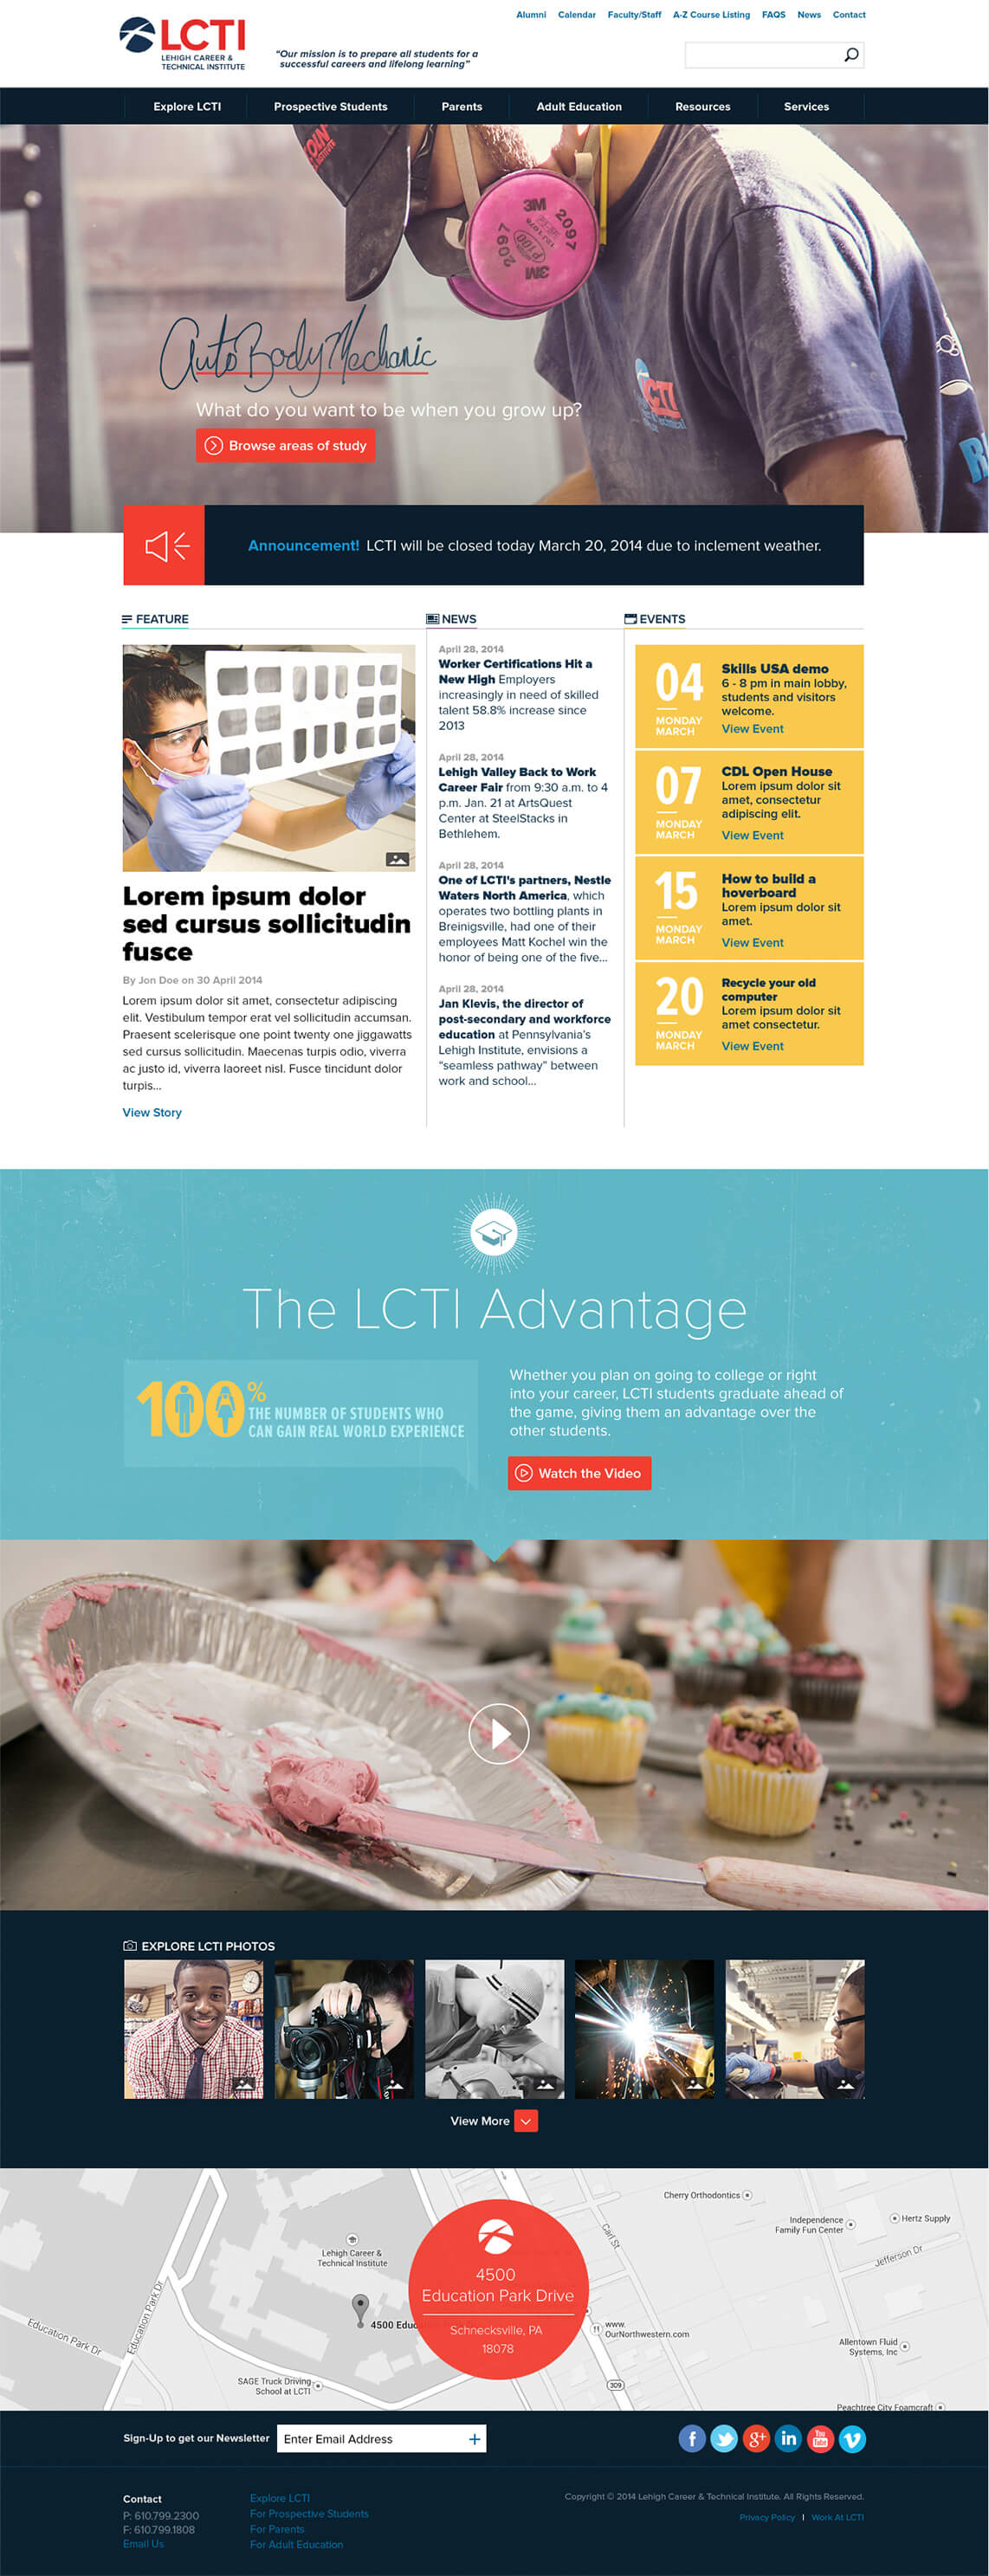 Alumni Calendar Faculty/Staff A-Z Course Listing FAQS News Contact
LCTI
LEHIGH CAREER &
TECHNICAL INSTITUTE
"Our mission is to prepare all students for a
successful careers and lifelong learning"
Explore LCTI Prospective Students Parents Adult Education Resources Services
3M
2097
2097
P100
3M
LCTI
Auto Body Mechanic
What do you want to be when you grow up?
Browse areas of study
Announcement! LCTI will be closed today March 20, 2014 due to inclement weather.
FEATURE
Lorem ipsum dolor
sed cursus sollicitudin
fusce
By Jon Doe on 30 April 2014
Lorem ipsum dolor sit amet, consectetur adipiscing
elit. Vestibulum tempor erat vel sollicitudin accumsan.
Praesent scelerisque one point twenty one jiggawatts
sed cursus sollicitudin. Maecenas turpis odio, viverra
ac justo id, viverra laoreet nisl. Fusce tincidunt dolor
turpis...
View Story
NEWS
April 28, 2014
Worker Certifications Hit a
New High Employers
increasingly in need of skilled
talent 58.8% increase since
2013
April 28, 2014
Lehigh Valley Back to Work
Career Fair from 9:30 a.m. to 4
p.m. Jan. 21 at ArtsQuest
Center at SteelStacks in
Bethlehem.
April 28, 2014
One of LCTI's partners, Nestle
Waters North America, which
operates two bottling plants in
Breinigsville, had one of their
employees Matt Kochel win the
honor of being one of the five...
April 28, 2014
Jan Klevis, the director of
post-secondary and workforce
education at Pennsylvania's
Lehigh Institute, envisions a
"seamless pathway" between
work and school...
EVENTS
04
MONDAY
MARCH
Skills USA demo
6 - 8 pm in main lobby,
students and visitors
welcome.
View Event
07
MONDAY
MARCH
CDL Open House
Lorem ipsum dolor sit
amet, consectetur
adipiscing elit.
View Event
15
MONDAY
MARCH
How to build a
hoverboard
Lorem ipsum dolor sit
amet.
View Event
20
MONDAY
MARCH
Recycle your old
computer
Lorem ipsum dolor sit
amet consectetur.
View Event
The LCTI Advantage
100%
THE NUMBER OF STUDENTS WHO
CAN GAIN REAL WORLD EXPERIENCE
Whether you plan on going to college or right
into your career, LCTI students graduate ahead of
the game, giving them an advantage over the
other students.
Watch the Video
EXPLORE LCTI PHOTOS
View More
Cherry Orthodontics
Independence
Family Fun Center
Hertz Supply
Jefferson Dr
Carl St
Lehigh Career &
Technical Institute
Education Park Dr
Education Park Dr
4500 Educ
4500
Education Park Drive
Schnecksville, PA
18078
www.
OurNorthwestern.com
Allentown Fluid
Systems, Inc
SAGE Truck Driving
School at LCTI
309
Peachtree City Foamcraft
Sign-Up to get our Newsletter
Enter Email Address
f g+ in You Tube v
Contact
P: 610.799.2300
F: 610.799.1808
Email Us
Explore LCTI
For Prospective Students
For Parents
For Adult Education
Copyright © 2014 Lehigh Career & Technical Institute. All Rights Reserved.
Privacy Policy | Work At LCTI